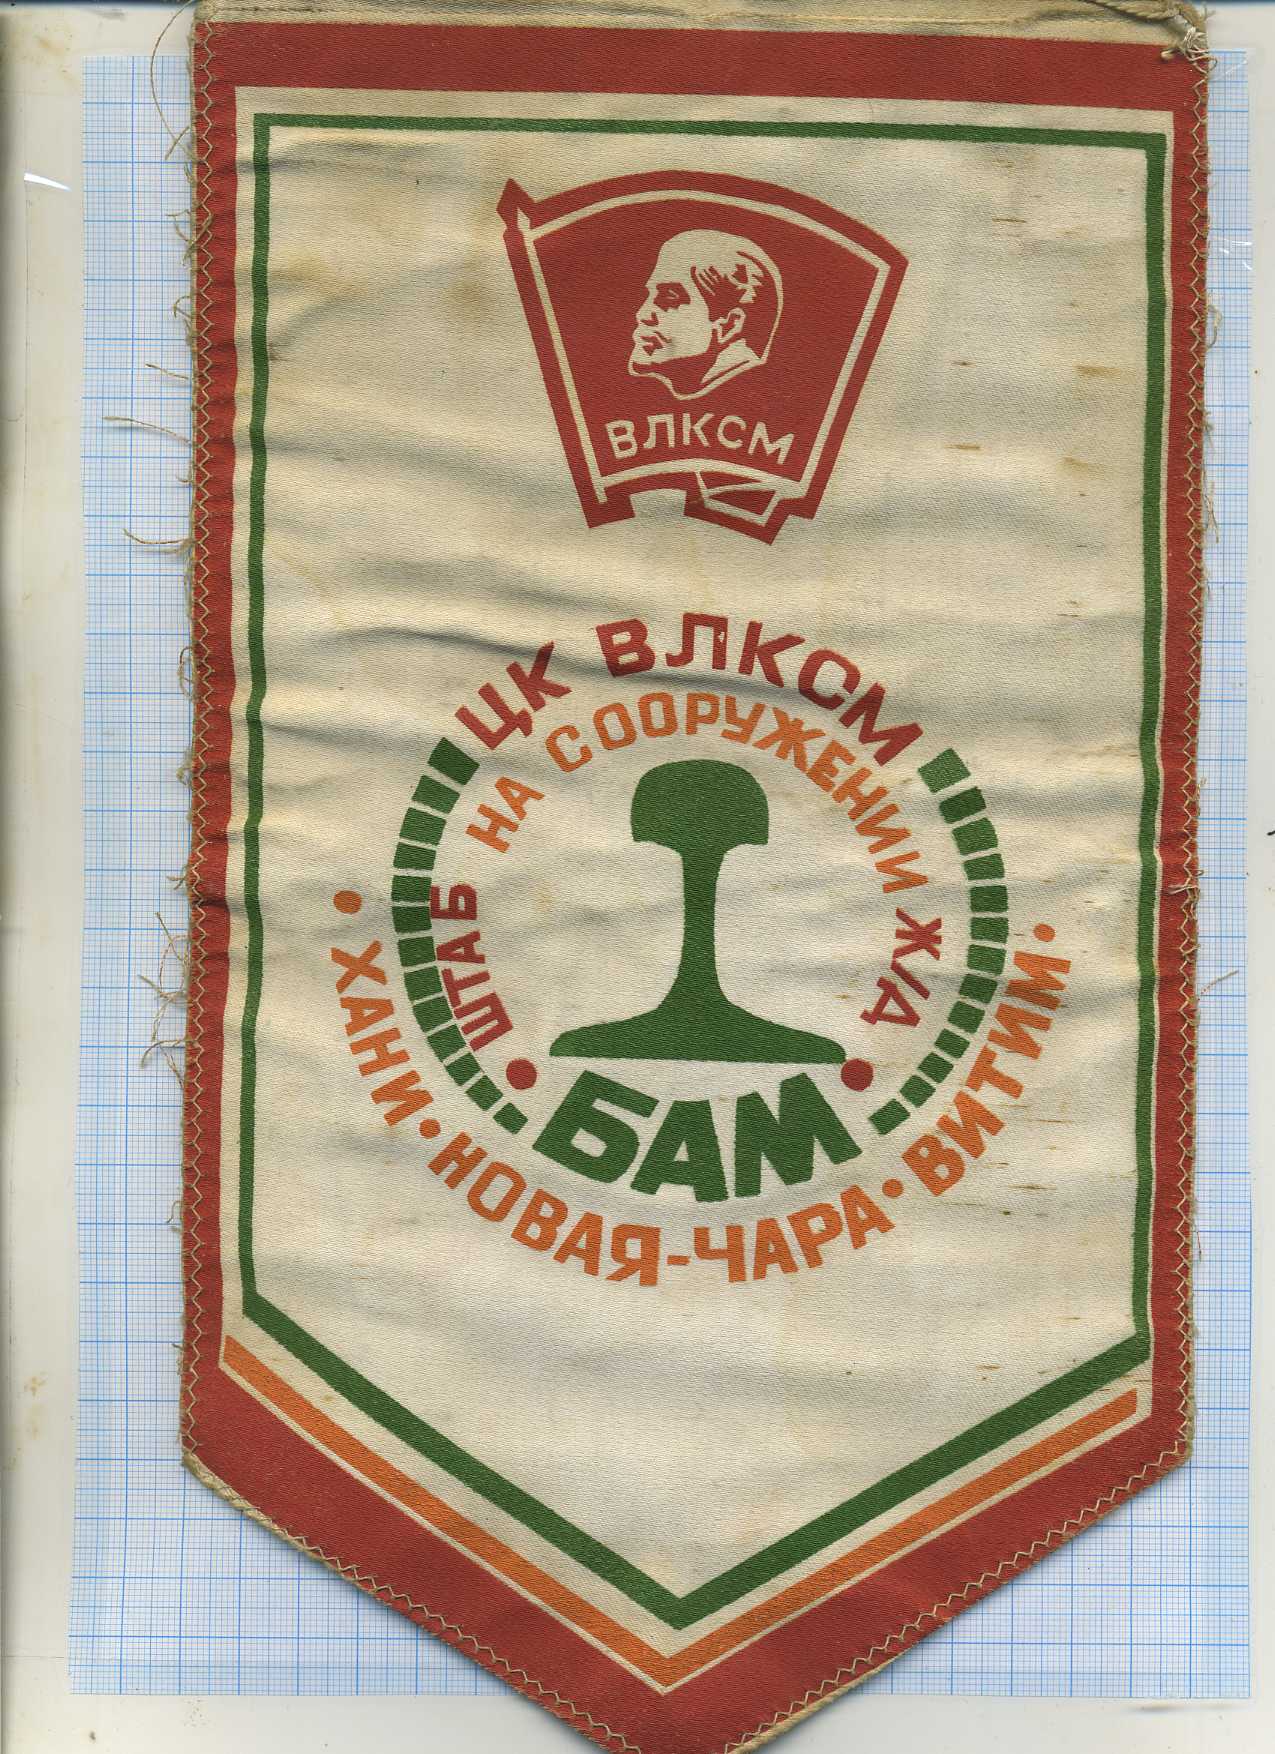 ВЛКСМ
ШТАБ ЦК ВЛКСМ
НА СООРУЖЕНИИ Ж/Д
БАМ
• ХАНИ • НОВАЯ-ЧАРА • ВИТИМ •